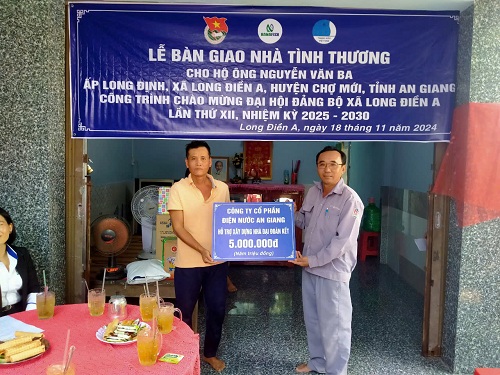 LỄ BÀN GIAO NHÀ TÌNH THƯƠNG
CHO HỘ ÔNG NGUYỄN VĂN BA
ẤP LONG ĐỊNH, XÃ LONG ĐIỀN A, HUYỆN CHỢ MỚI, TỈNH AN GIANG
CÔNG TRÌNH CHÀO MỪNG ĐẠI HỘI ĐẢNG BỘ XÃ LONG ĐIỀN A
LẦN THỨ XII, NHIỆM KỲ 2025 - 2030
Long Điền A, ngày 18 tháng 11 năm 2024
CÔNG TY CỔ PHẦN
ĐIỆN NƯỚC AN GIANG
HỖ TRỢ XÂY DỰNG NHÀ ĐẠI ĐOÀN KẾT
5.000.000đ
(Năm triệu đồng)